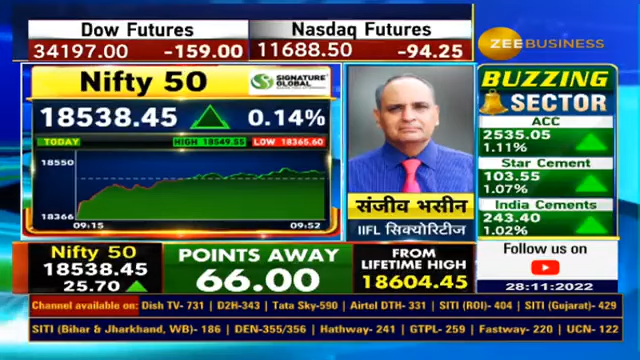 Dow Futures
34197.00 -159.00
Nasdaq Futures
11688.50 -94.25
ZEEBUSINESS
Nifty 50
SIGNATURE GLOBAL
18538.45 0.14%
TODAY HIGH 18549.55 LOW 18365.60
18550
18366
09:15 09:52
संजीव भसीन
IIFL सिक्योरिटीज
BUZZING
SECTOR
ACC
2535.05
1.11%
Star Cement
103.55
1.07%
India Cements
243.40
1.02%
Nifty 50
18538.45
25.70
POINTS AWAY
66.00
FROM
LIFETIME HIGH
18604.45
Follow us on
28-11-2022
Channel available on: Dish TV- 731 | D2H-343 | Tata Sky-590 | Airtel DTH- 331 | SITI (ROI)- 404 | SITI (Gujarat)- 429
SITI (Bihar & Jharkhand, WB)- 186 | DEN-355/356 | Hathway- 241 | GTPL- 259 | Fastway- 220 | UCN- 122